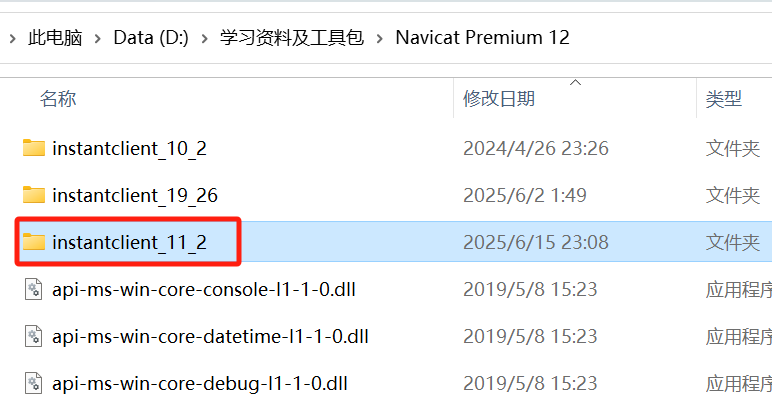 此电脑 > Data (D:) > 学习资料及工具包 > Navicat Premium 12
名称 修改日期 类型
instantclient_10_2 2024/4/26 23:26 文件夹
instantclient_19_26 2025/6/2 1:49 文件夹
instantclient_11_2 2025/6/15 23:08 文件夹
api-ms-win-core-console-l1-1-0.dll 2019/5/8 15:23 应用程序
api-ms-win-core-datetime-l1-1-0.dll 2019/5/8 15:23 应用程序
api-ms-win-core-debug-l1-1-0.dll 2019/5/8 15:23 应用程序